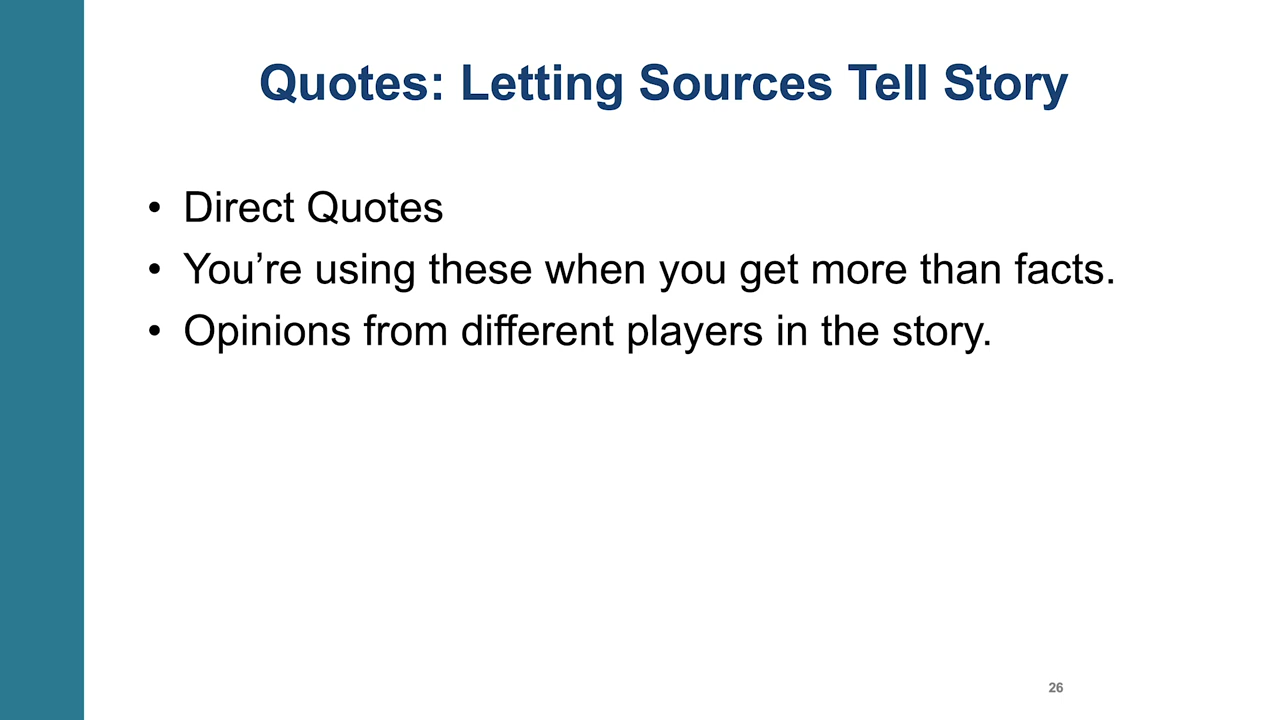 Quotes: Letting Sources Tell Story
• Direct Quotes
• You’re using these when you get more than facts.
• Opinions from different players in the story.
26